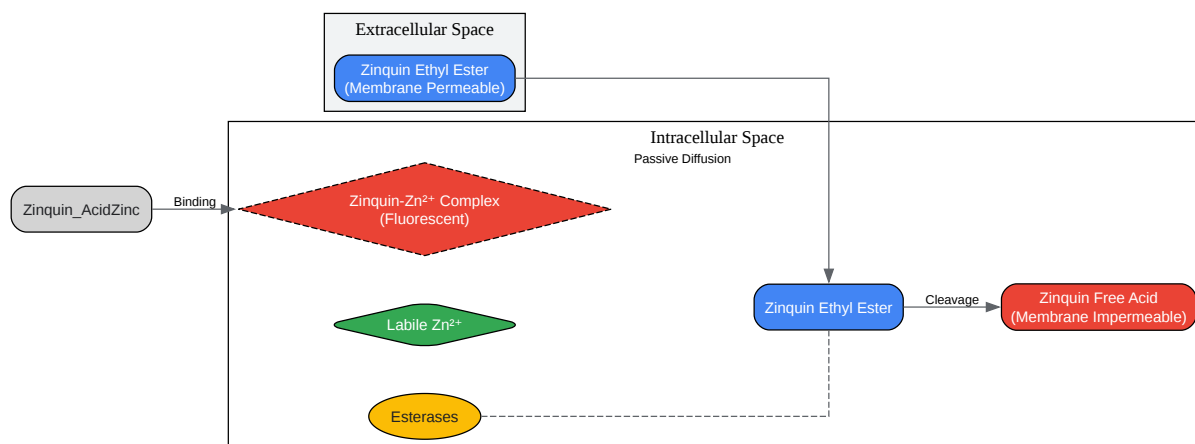 Extracellular Space
Zinquin Ethyl Ester
(Membrane Permeable)
Intracellular Space
Passive Diffusion
Zinquin_AcidZinc
Binding
Zinquin-Zn²⁺ Complex
(Fluorescent)
Labile Zn²⁺
Zinquin Ethyl Ester
Cleavage
Zinquin Free Acid
(Membrane Impermeable)
Esterases